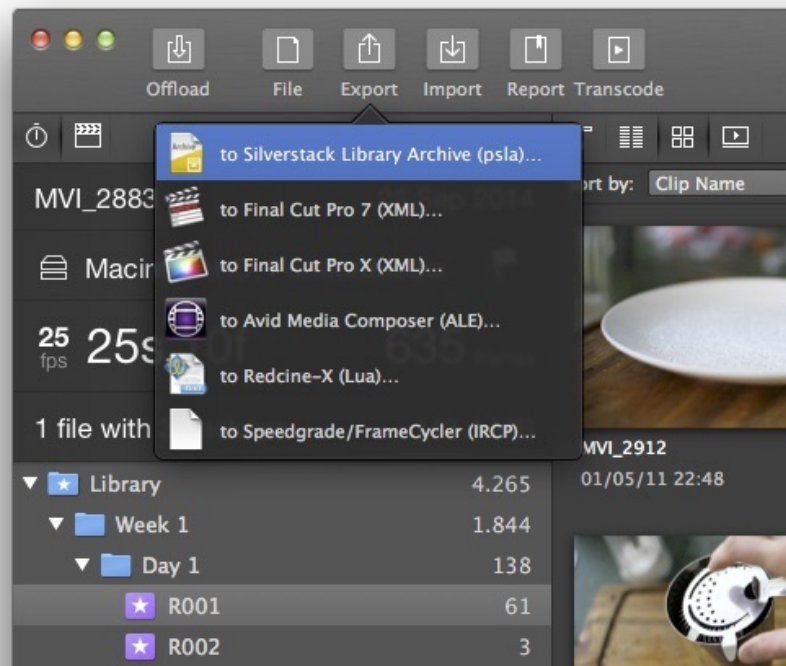 Offload
File
Export
Import
Report
Transcode
to Silverstack Library Archive (psla)...
to Final Cut Pro 7 (XML)...
to Final Cut Pro X (XML)...
to Avid Media Composer (ALE)...
to Redcine-X (Lua)...
to Speedgrade/FrameCycler (IRCP)...
MVI_2883
2014
25
fps
25s
635
1 file with
Library 4.265
Week 1 1.844
Day 1 138
R001 61
R002 3
by:
Clip Name
MVI_2912
01/05/11 22:48